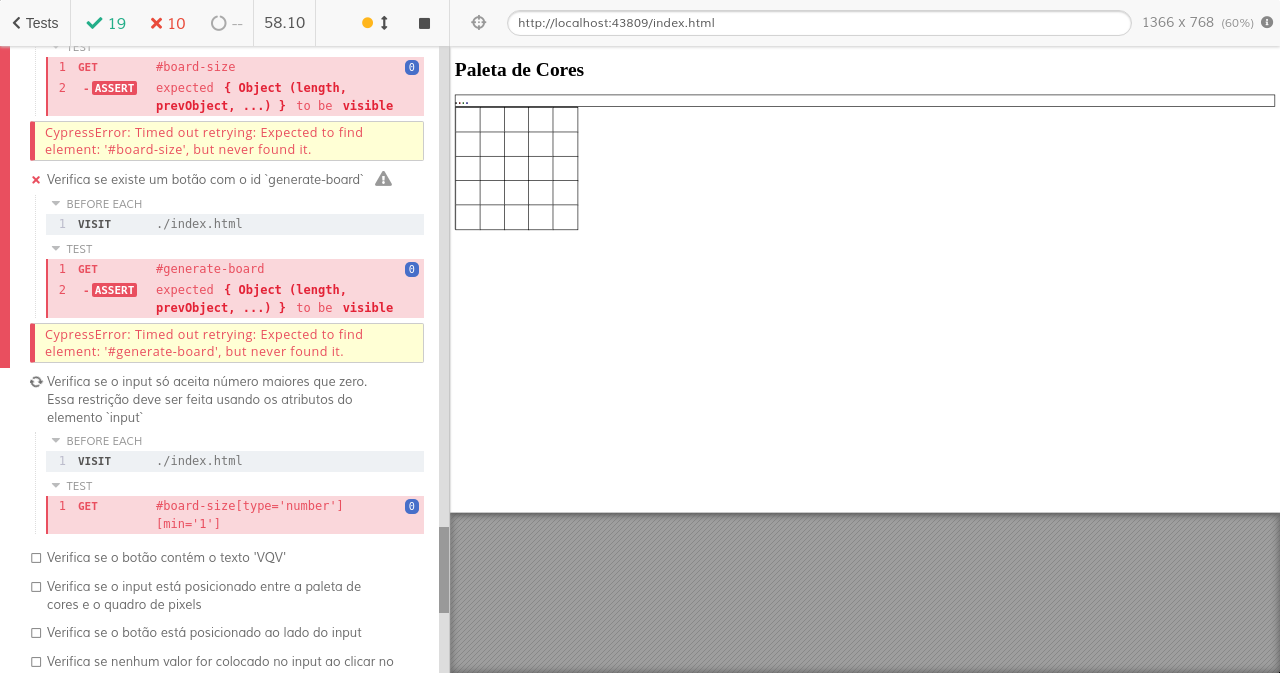 Tests
19
10
--
58.10
http://localhost:43809/index.html
1366 x 768 (60%)
TEST
1 GET #board-size 0
2 -ASSERT expected { Object (length,
prevObject, ...) } to be visible
CypressError: Timed out retrying: Expected to find
element: '#board-size', but never found it.
Verifica se existe um botão com o id `generate-board`
BEFORE EACH
1 VISIT ./index.html
TEST
1 GET #generate-board 0
2 -ASSERT expected { Object (length,
prevObject, ...) } to be visible
CypressError: Timed out retrying: Expected to find
element: '#generate-board', but never found it.
Verifica se o input só aceita número maiores que zero.
Essa restrição deve ser feita usando os atributos do
elemento `input`
BEFORE EACH
1 VISIT ./index.html
TEST
1 GET #board-size[type='number'] 0
[min='1']
Verifica se o botão contém o texto 'VQV'
Verifica se o input está posicionado entre a paleta de
cores e o quadro de pixels
Verifica se o botão está posicionado ao lado do input
Verifica se nenhum valor for colocado no input ao clicar no
Paleta de Cores
....